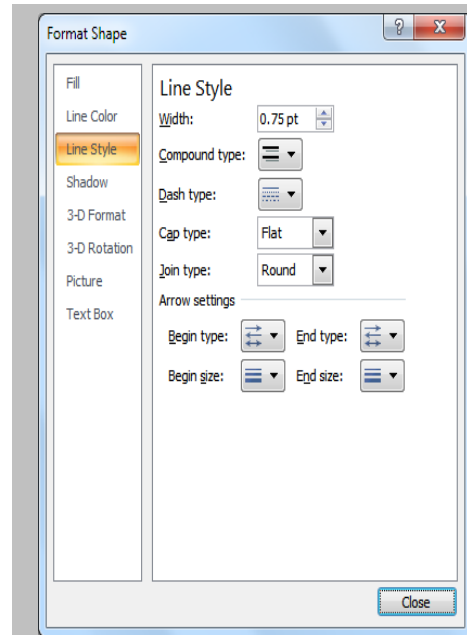 Format Shape
Fill
Line Color
Line Style
Shadow
3-D Format
3-D Rotation
Picture
Text Box
Line Style
Width: 0.75 pt
Compound type:
Dash type:
Cap type: Flat
Join type: Round
Arrow settings
Begin type: End type:
Begin size: End size:
Close